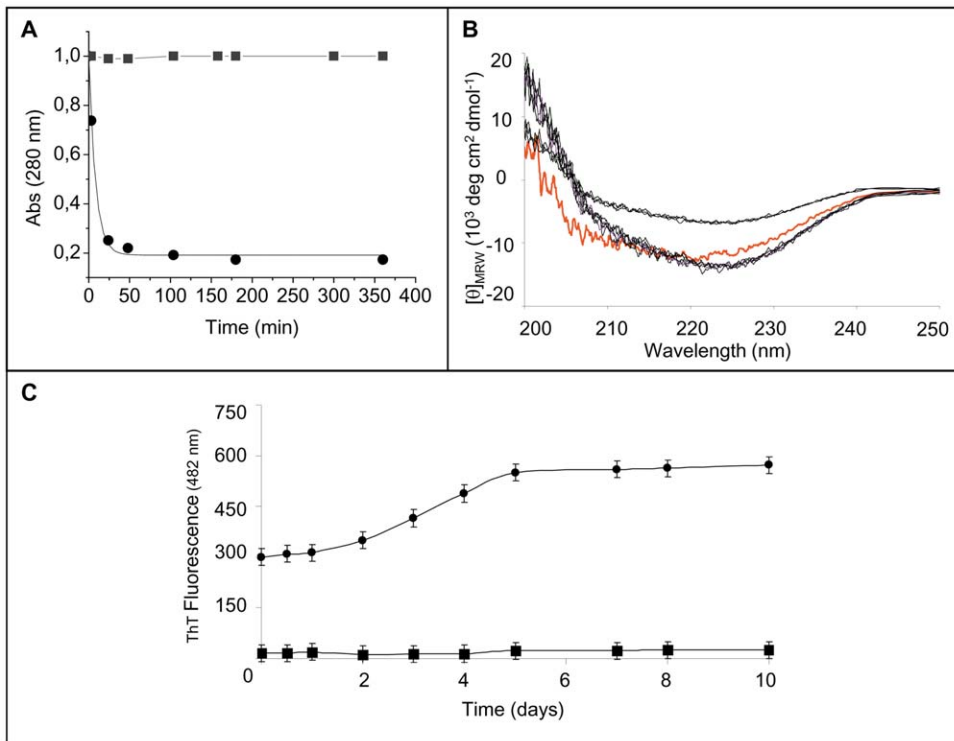 A
Abs (280 nm)
1,0
0,8
0,6
0,4
0,2
0 50 100 150 200 250 300 350 400
Time (min)
B
[θ]MRW (10³ deg cm² dmol⁻¹)
20
10
0
-10
-20
200 210 220 230 240 250
Wavelength (nm)
C
ThT Fluorescence (482 nm)
750
600
450
300
150
0
2 4 6 8 10
Time (days)